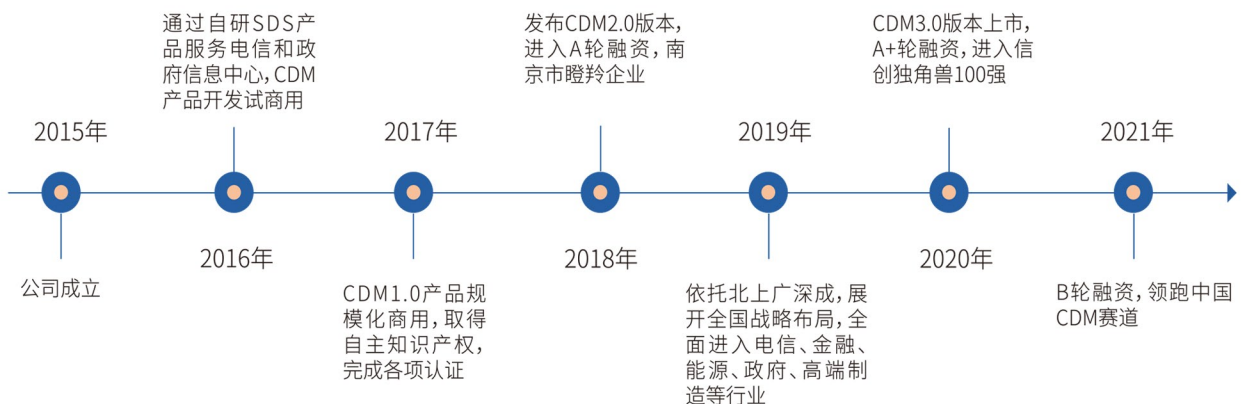 2015年
公司成立
通过自研SDS产
品服务电信和政
府信息中心,CDM
产品开发试商用
2016年
2017年
CDM1.0产品规
模化商用,取得
自主知识产权,
完成各项认证
发布CDM2.0版本,
进入A轮融资,南
京市瞪羚企业
2018年
2019年
依托北上广深成,展
开全国战略布局,全
面进入电信、金融、
能源、政府、高端制
造等行业
CDM3.0版本上市,
A+轮融资,进入信
创独角兽100强
2020年
2021年
B轮融资,领跑中国
CDM赛道